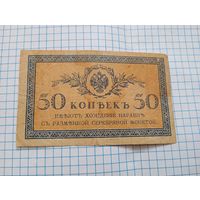 50 КОПѢЕКЪ 50
ИМѢЮТЪ ХОЖДЕНІЕ НАРАВНѢ
СЪ РАЗМѢННОЙ СЕРЕБРЯНОЙ МОНЕТОЙ.